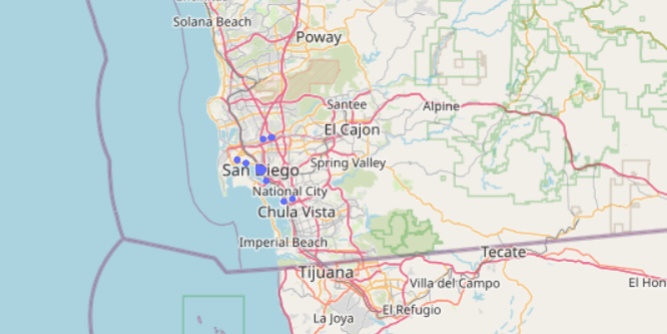 Solana Beach
Poway
Santee
Alpine
El Cajon
San Diego
Spring Valley
National City
Chula Vista
Imperial Beach
Tecate
Tijuana
Villa del Campo
El Hon
El Refugio
La Joya